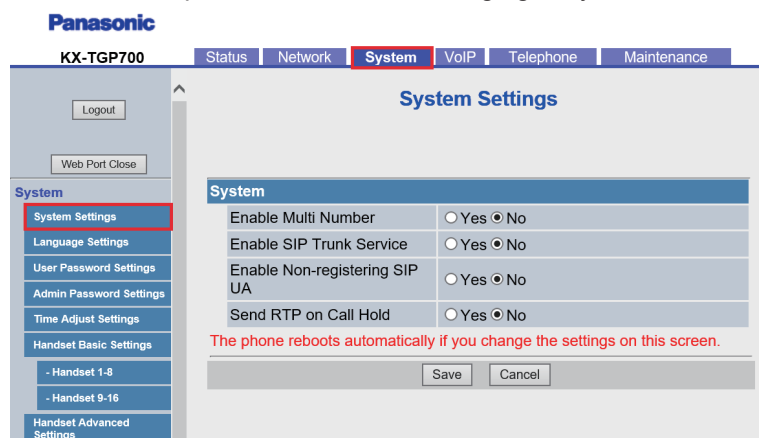 Panasonic
KX-TGP700
Status Network System VoIP Telephone Maintenance
Logout
Web Port Close
System
System Settings
Language Settings
User Password Settings
Admin Password Settings
Time Adjust Settings
Handset Basic Settings
- Handset 1-8
- Handset 9-16
Handset Advanced
Settings
System Settings
System
Enable Multi Number Yes No
Enable SIP Trunk Service Yes No
Enable Non-registering SIP
UA Yes No
Send RTP on Call Hold Yes No
The phone reboots automatically if you change the settings on this screen.
Save Cancel